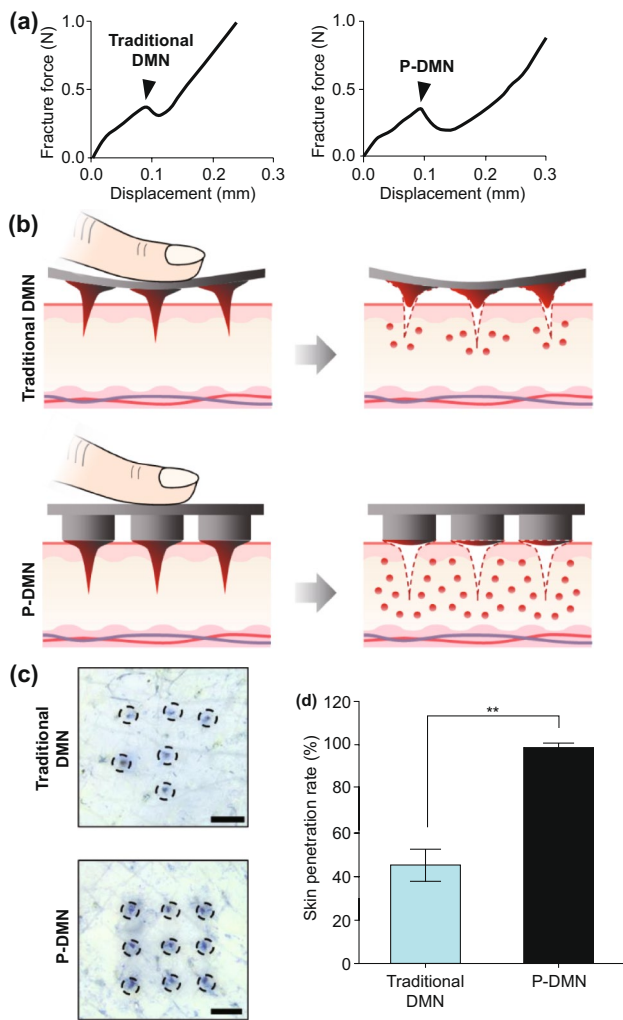 (a)
Fracture force (N)
1.0
0.5
0.0
Traditional
DMN
0.0 0.1 0.2 0.3
Displacement (mm)
Fracture force (N)
1.0
0.5
0.0
P-DMN
0.0 0.1 0.2 0.3
Displacement (mm)
(b)
Traditional DMN
P-DMN
(c)
Traditional
DMN
P-DMN
(d)
Skin penetration rate (%)
120
100
80
60
40
20
0
**
Traditional
DMN
P-DMN